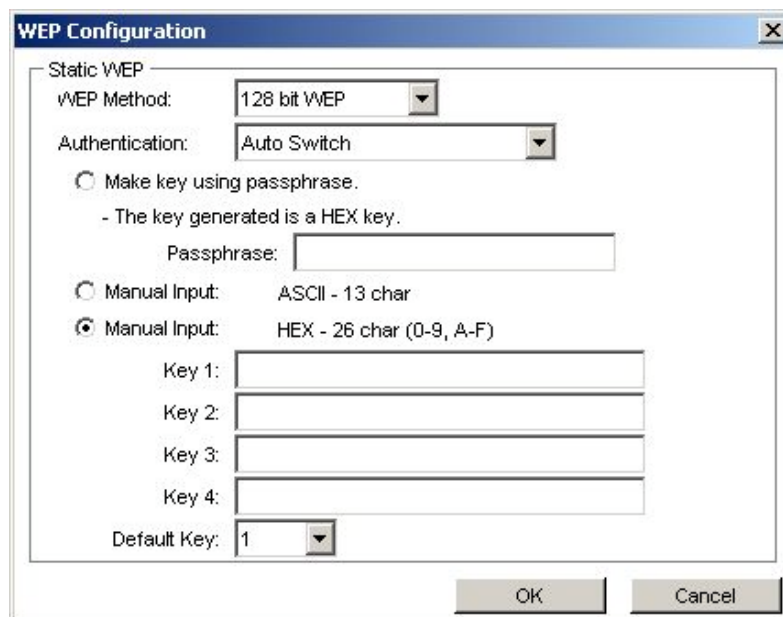 WEP Configuration
Static WEP
WEP Method: 128 bit WEP
Authentication: Auto Switch
Make key using passphrase.
- The key generated is a HEX key.
Passphrase:
Manual Input: ASCII - 13 char
Manual Input: HEX - 26 char (0-9, A-F)
Key 1:
Key 2:
Key 3:
Key 4:
Default Key: 1
OK Cancel